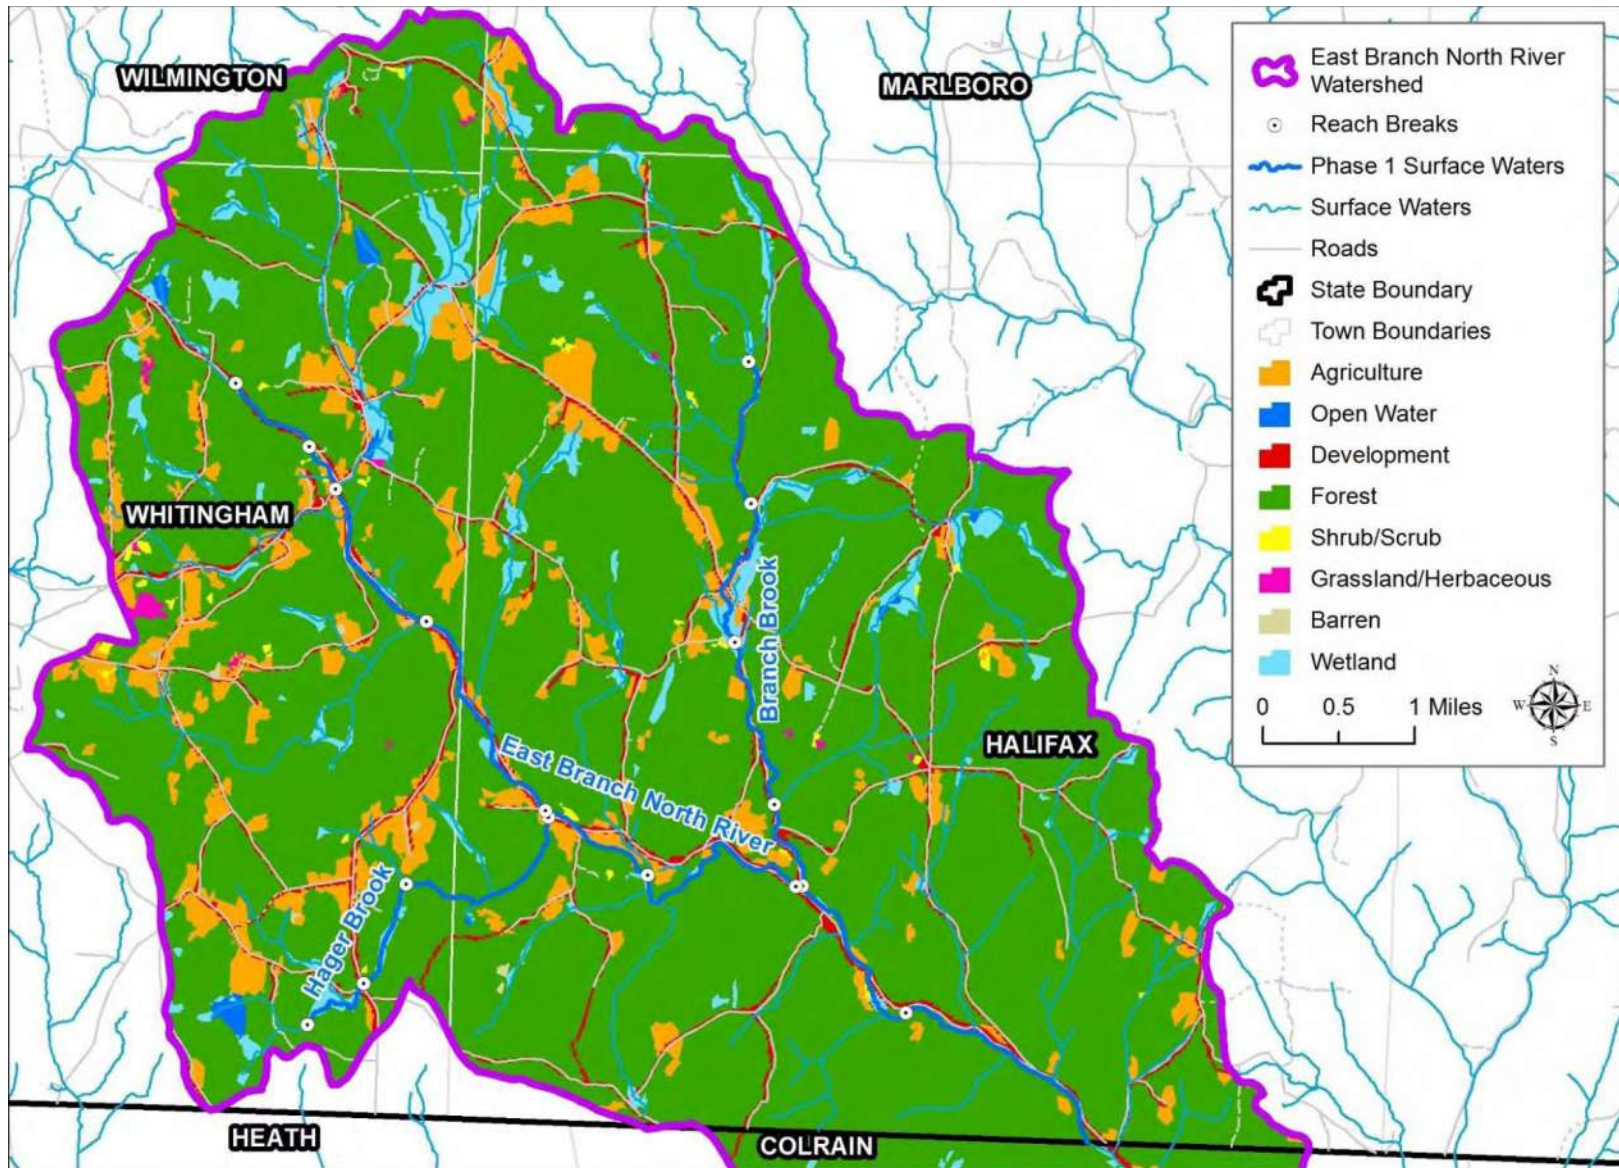 WILMINGTON
MARLBORO
WHITINGHAM
Branch Brook
HALIFAX
East Branch North River
Hager Brook
HEATH
COLRAIN
East Branch North River
Watershed
Reach Breaks
Phase 1 Surface Waters
Surface Waters
Roads
State Boundary
Town Boundaries
Agriculture
Open Water
Development
Forest
Shrub/Scrub
Grassland/Herbaceous
Barren
Wetland
0 0.5 1 Miles
N
W E
S